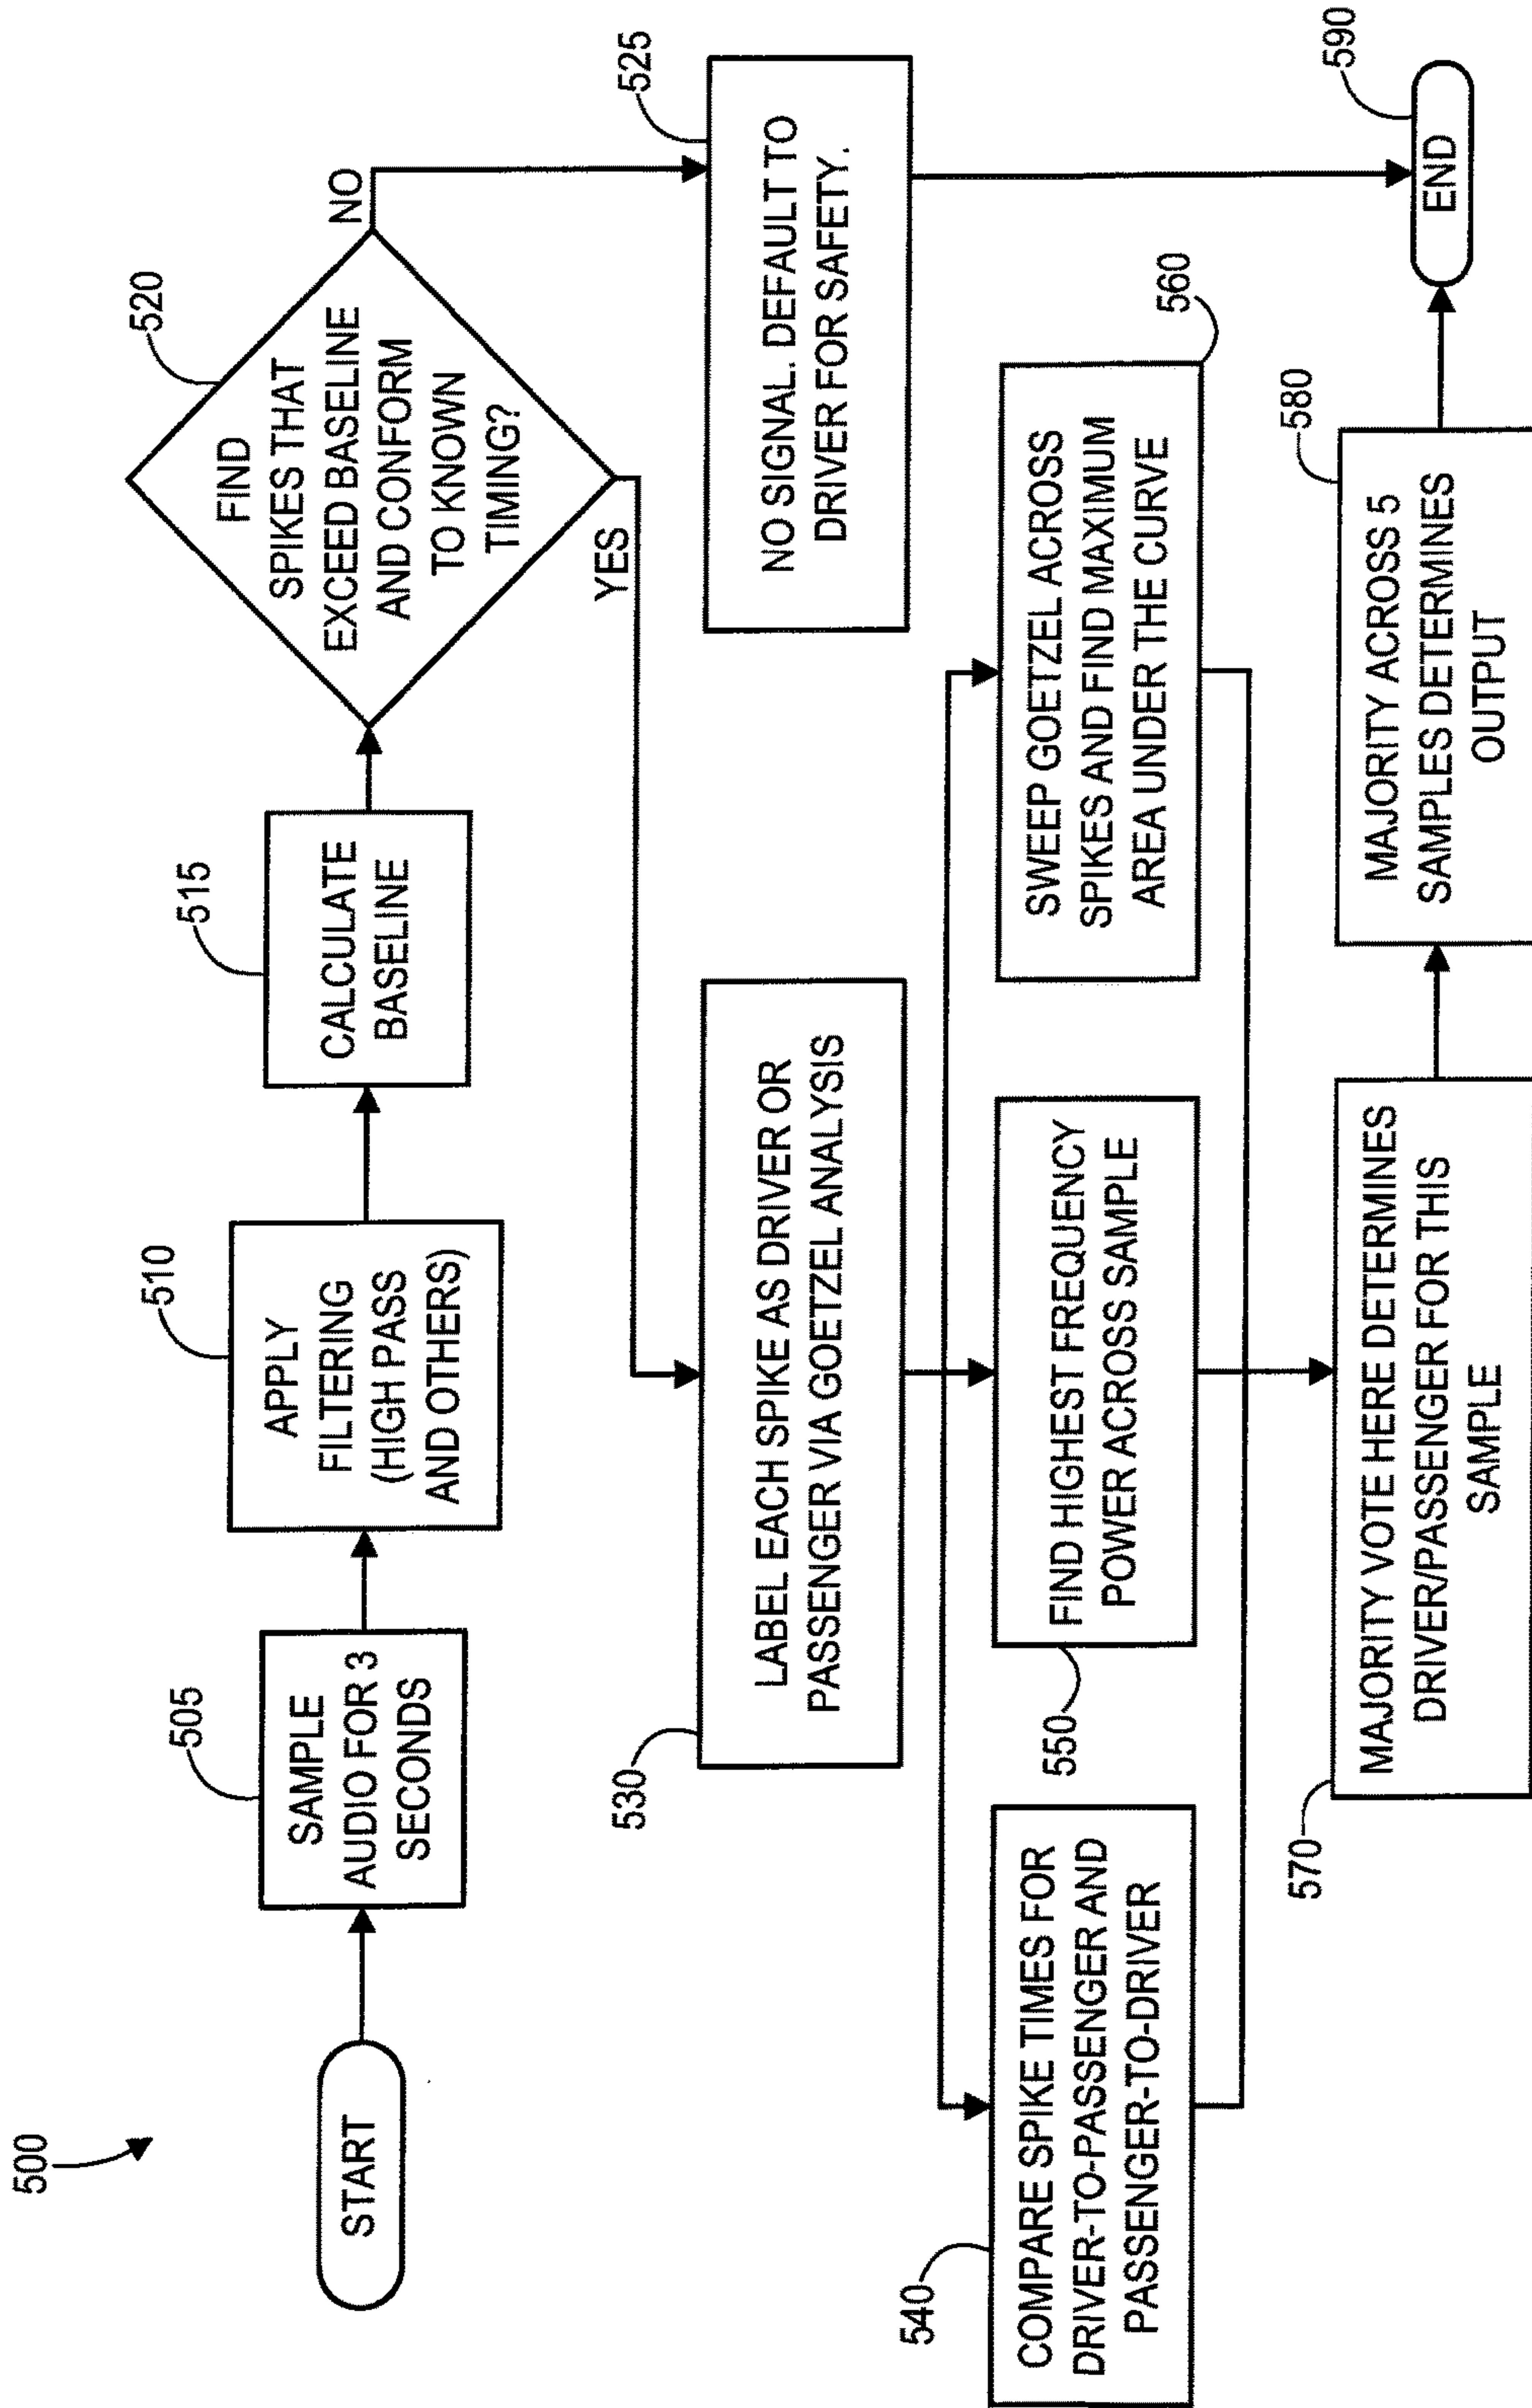 500
START
505
SAMPLE
AUDIO FOR 3
SECONDS
510
APPLY
FILTERING
(HIGH PASS
AND OTHERS)
515
CALCULATE
BASELINE
520
FIND
SPIKES THAT
EXCEED BASELINE
AND CONFORM
TO KNOWN
TIMING?
NO
YES
525
NO SIGNAL. DEFAULT TO
DRIVER FOR SAFETY.
530
LABEL EACH SPIKE AS DRIVER OR
PASSENGER VIA GOETZEL ANALYSIS
540
COMPARE SPIKE TIMES FOR
DRIVER-TO-PASSENGER AND
PASSENGER-TO-DRIVER
550
FIND HIGHEST FREQUENCY
POWER ACROSS SAMPLE
560
SWEEP GOETZEL ACROSS
SPIKES AND FIND MAXIMUM
AREA UNDER THE CURVE
570
MAJORITY VOTE HERE DETERMINES
DRIVER/PASSENGER FOR THIS
SAMPLE
580
MAJORITY ACROSS 5
SAMPLES DETERMINES
OUTPUT
590
END